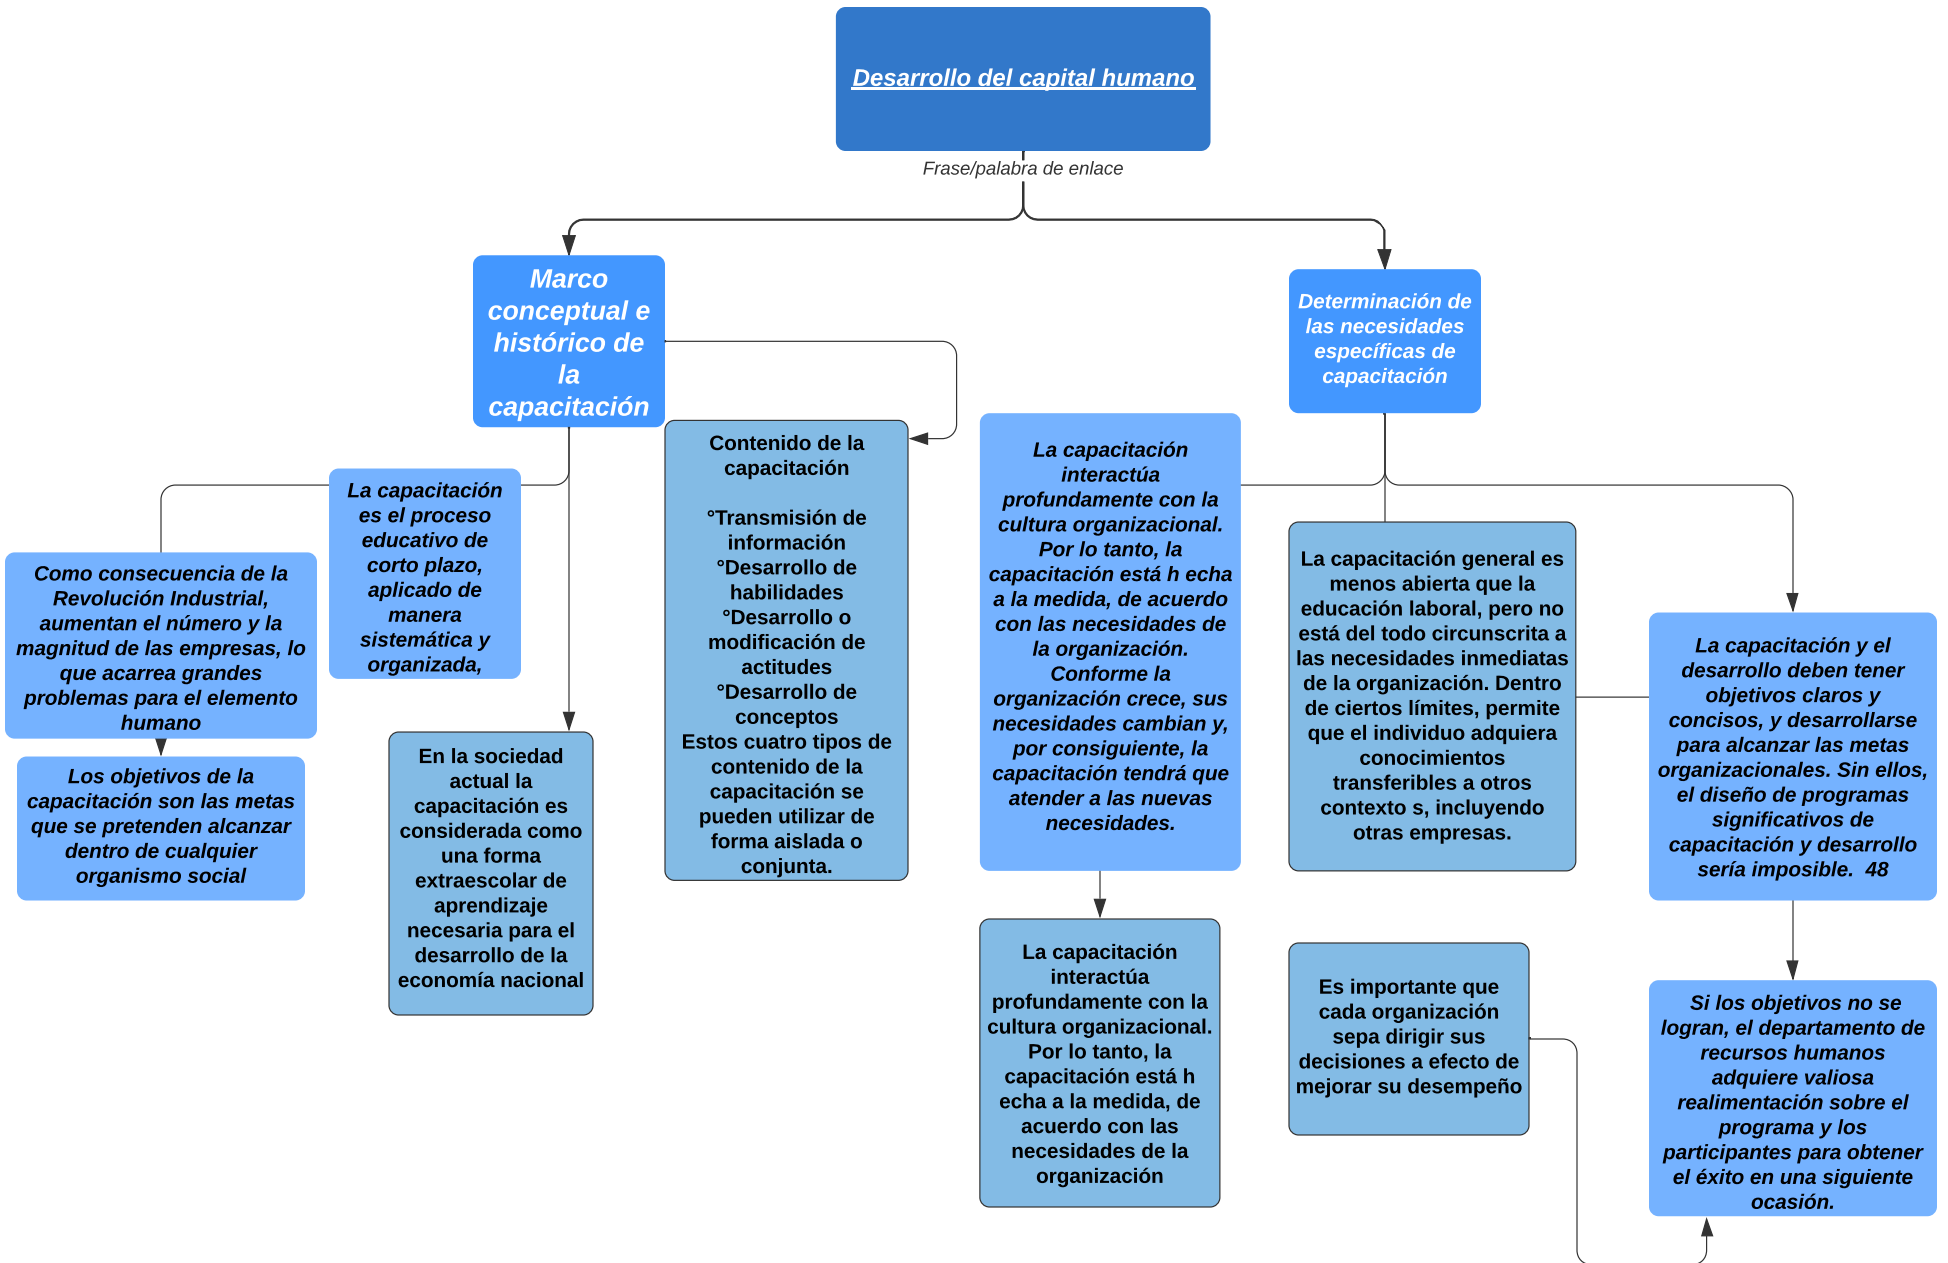 Desarrollo del capital humano
Frase/palabra de enlace
Marco
conceptual e
histórico de
la
capacitación
Determinación de
las necesidades
específicas de
capacitación
La capacitación
es el proceso
educativo de
corto plazo,
aplicado de
manera
sistemática y
organizada,
Como consecuencia de la
Revolución Industrial,
aumentan el número y la
magnitud de las empresas, lo
que acarrea grandes
problemas para el elemento
humano
Los objetivos de la
capacitación son las metas
que se pretenden alcanzar
dentro de cualquier
organismo social
En la sociedad
actual la
capacitación es
considerada como
una forma
extraescolar de
aprendizaje
necesaria para el
desarrollo de la
economía nacional
Contenido de la
capacitación
°Transmisión de
información
°Desarrollo de
habilidades
°Desarrollo o
modificación de
actitudes
°Desarrollo de
conceptos
Estos cuatro tipos de
contenido de la
capacitación se
pueden utilizar de
forma aislada o
conjunta.
La capacitación
interactúa
profundamente con la
cultura organizacional.
Por lo tanto, la
capacitación está h echa
a la medida, de acuerdo
con las necesidades de
la organización.
Conforme la
organización crece, sus
necesidades cambian y,
por consiguiente, la
capacitación tendrá que
atender a las nuevas
necesidades.
La capacitación
interactúa
profundamente con la
cultura organizacional.
Por lo tanto, la
capacitación está h
echa a la medida, de
acuerdo con las
necesidades de la
organización
La capacitación general es
menos abierta que la
educación laboral, pero no
está del todo circunscrita a
las necesidades inmediatas
de la organización. Dentro
de ciertos límites, permite
que el individuo adquiera
conocimientos
transferibles a otros
contexto s, incluyendo
otras empresas.
Es importante que
cada organización
sepa dirigir sus
decisiones a efecto de
mejorar su desempeño
La capacitación y el
desarrollo deben tener
objetivos claros y
concisos, y desarrollarse
para alcanzar las metas
organizacionales. Sin ellos,
el diseño de programas
significativos de
capacitación y desarrollo
sería imposible.  48
Si los objetivos no se
logran, el departamento de
recursos humanos
adquiere valiosa
realimentación sobre el
programa y los
participantes para obtener
el éxito en una siguiente
ocasión.